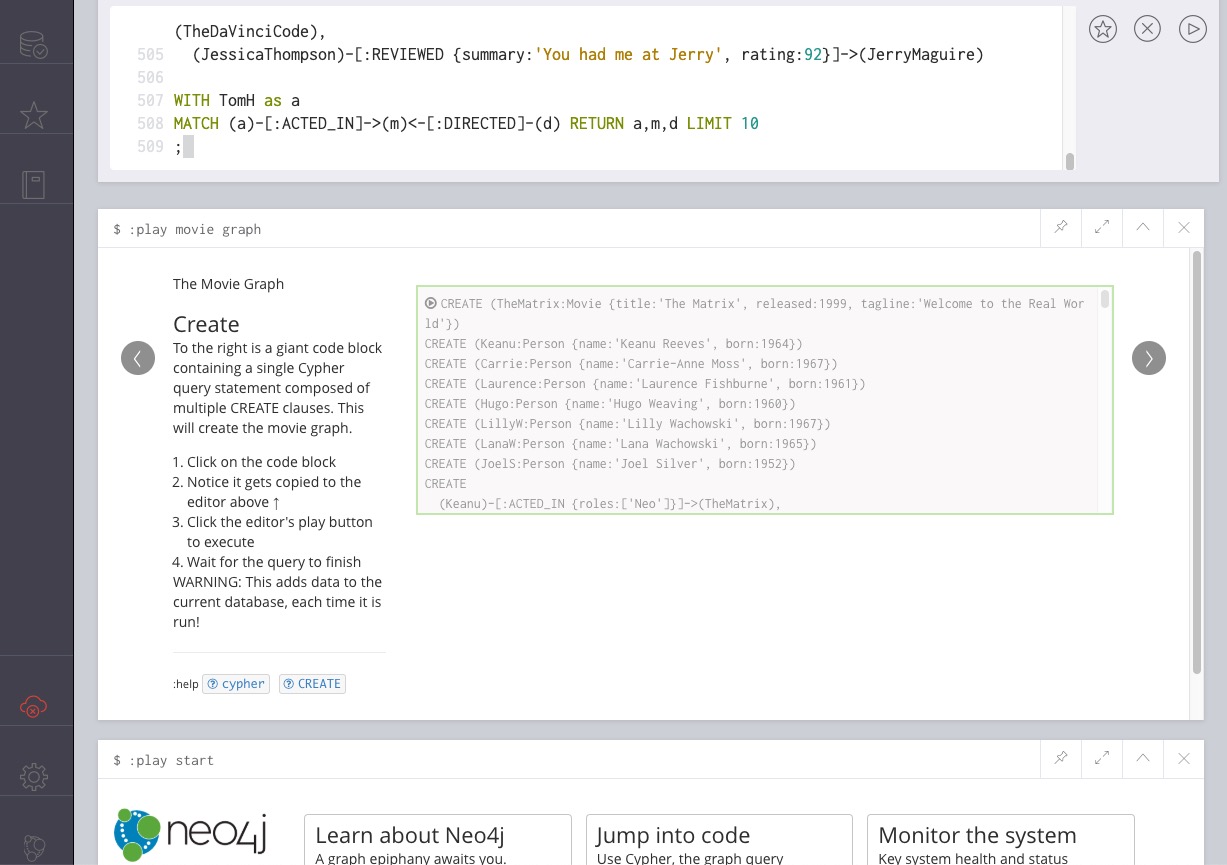 (TheDaVinciCode),
505 (JessicaThompson)-[:REVIEWED {summary:'You had me at Jerry', rating:92}]->(JerryMaguire)
506
507 WITH TomH as a
508 MATCH (a)-[:ACTED_IN]->(m)<-[:DIRECTED]-(d) RETURN a,m,d LIMIT 10
509 ;
$ :play movie graph
The Movie Graph
Create
To the right is a giant code block
containing a single Cypher
query statement composed of
multiple CREATE clauses. This
will create the movie graph.
1. Click on the code block
2. Notice it gets copied to the
editor above ↑
3. Click the editor's play button
to execute
4. Wait for the query to finish
WARNING: This adds data to the
current database, each time it is
run!
:help cypher CREATE
CREATE (TheMatrix:Movie {title:'The Matrix', released:1999, tagline:'Welcome to the Real Wor
ld'})
CREATE (Keanu:Person {name:'Keanu Reeves', born:1964})
CREATE (Carrie:Person {name:'Carrie-Anne Moss', born:1967})
CREATE (Laurence:Person {name:'Laurence Fishburne', born:1961})
CREATE (Hugo:Person {name:'Hugo Weaving', born:1960})
CREATE (LillyW:Person {name:'Lilly Wachowski', born:1967})
CREATE (LanaW:Person {name:'Lana Wachowski', born:1965})
CREATE (JoelS:Person {name:'Joel Silver', born:1952})
CREATE
(Keanu)-[:ACTED_IN {roles:['Neo']}]->(TheMatrix),
$ :play start
neo4j
Learn about Neo4j
A graph epiphany awaits you.
Jump into code
Use Cypher, the graph query
Monitor the system
Key system health and status